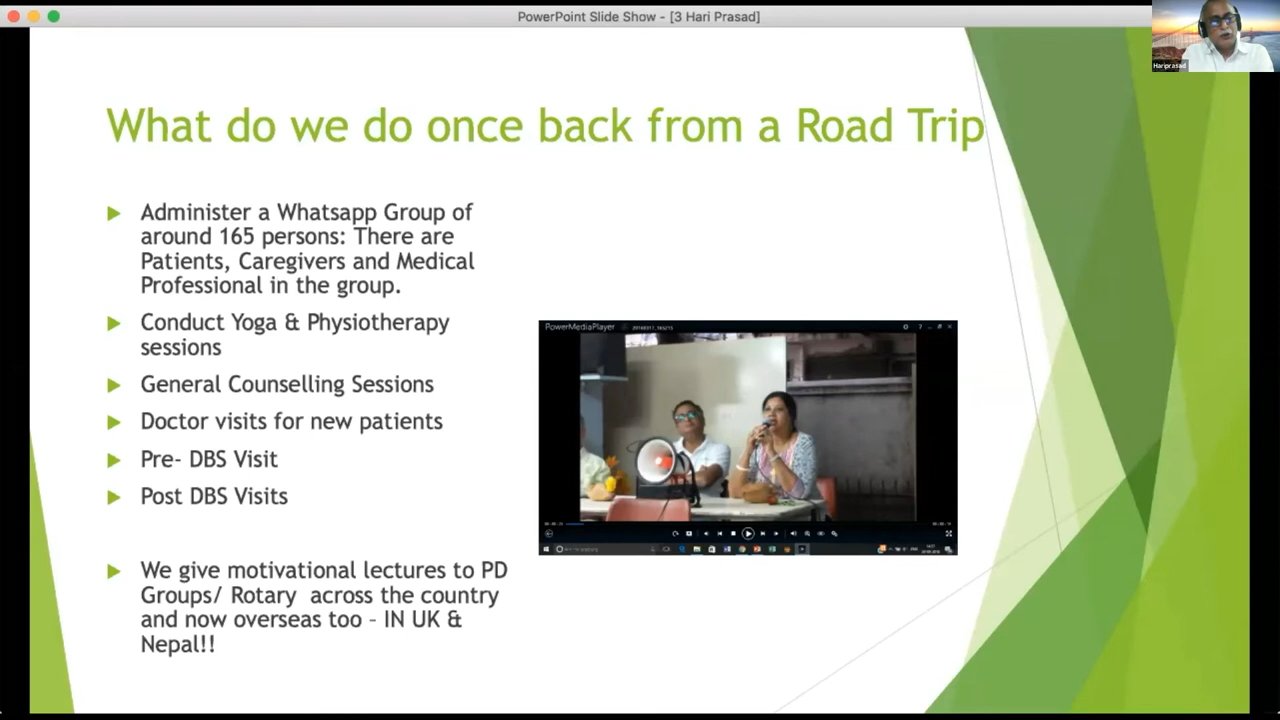 PowerPoint Slide Show - [3 Hari Prasad]
Hariprasad
What do we do once back from a Road Trip
Administer a Whatsapp Group of
around 165 persons: There are
Patients, Caregivers and Medical
Professional in the group.
Conduct Yoga & Physiotherapy
sessions
General Counselling Sessions
Doctor visits for new patients
Pre- DBS Visit
Post DBS Visits
We give motivational lectures to PD
Groups/ Rotary across the country
and now overseas too – IN UK &
Nepal!!
PowerMediaPlayer